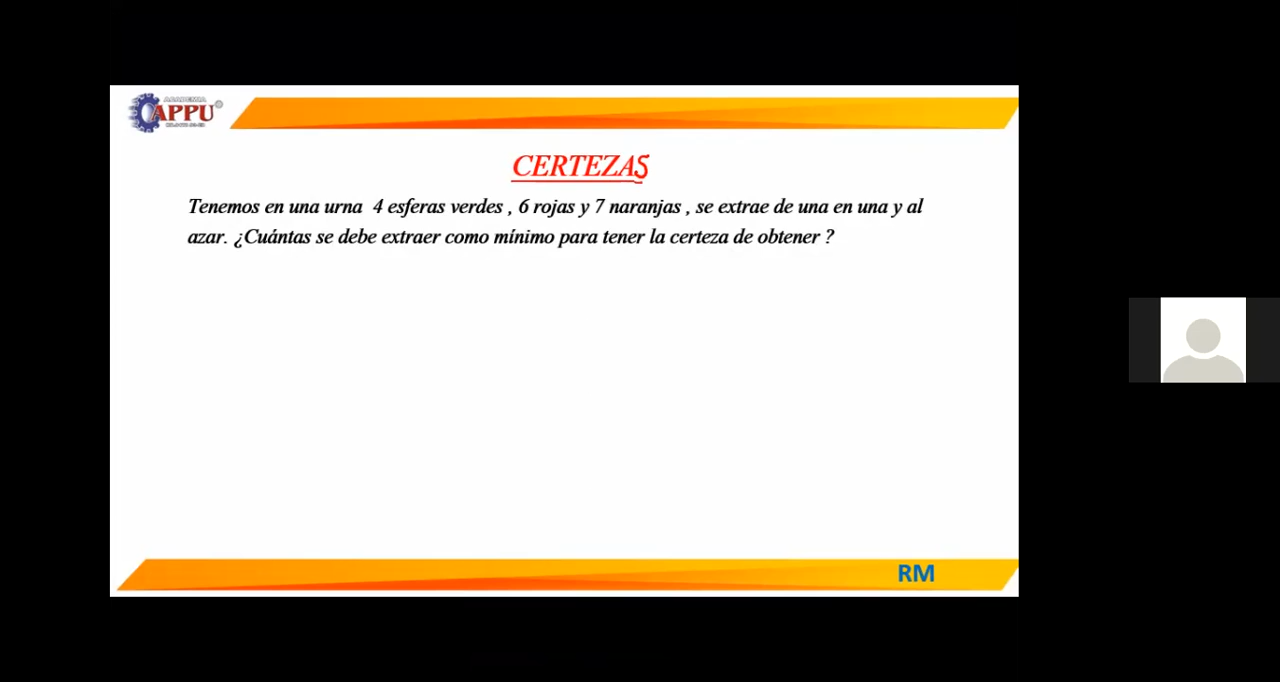 ACADEMIA
APPU
CERTEZAS
Tenemos en una urna 4 esferas verdes , 6 rojas y 7 naranjas , se extrae de una en una y al
azar. ¿Cuántas se debe extraer como mínimo para tener la certeza de obtener ?
RM